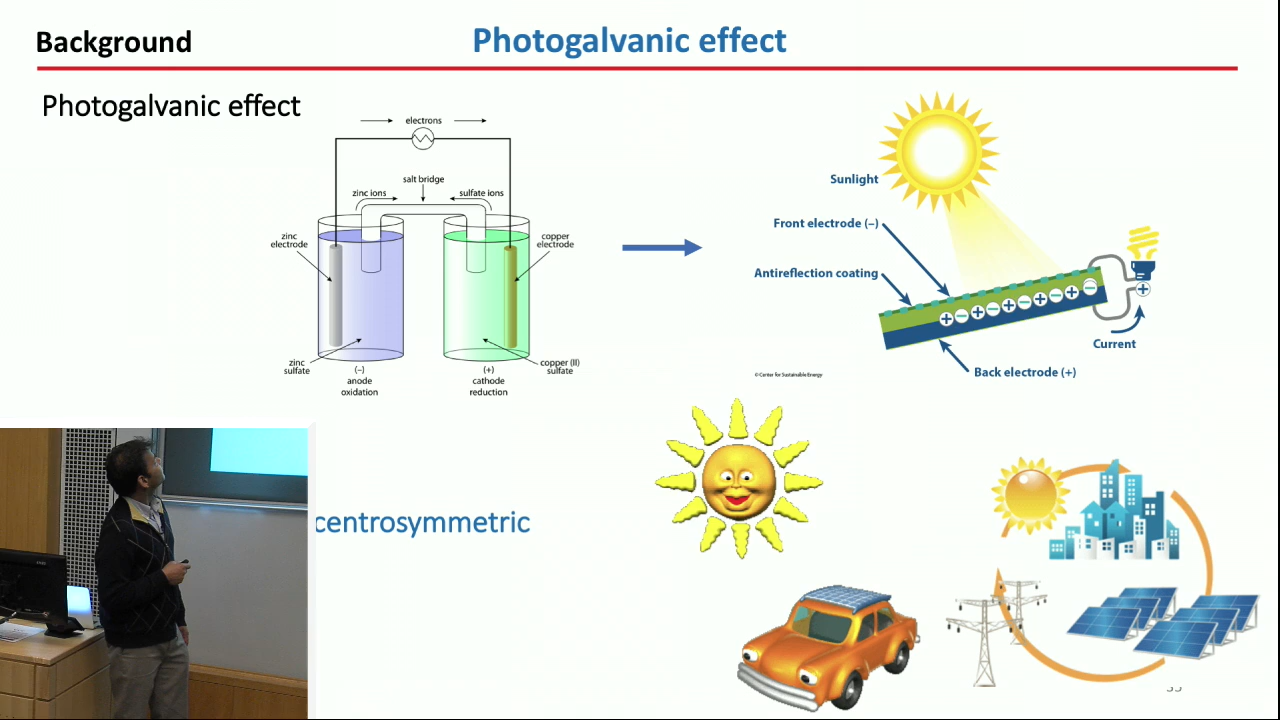 Background
Photogalvanic effect
Photogalvanic effect
electrons
salt bridge
zinc ions
sulfate ions
zinc
electrode
copper
electrode
zinc
sulfate
(–)
anode
oxidation
(+)
cathode
reduction
copper (II)
sulfate
Sunlight
Front electrode (–)
Antireflection coating
Current
Back electrode (+)
© Center for Sustainable Energy
centrosymmetric